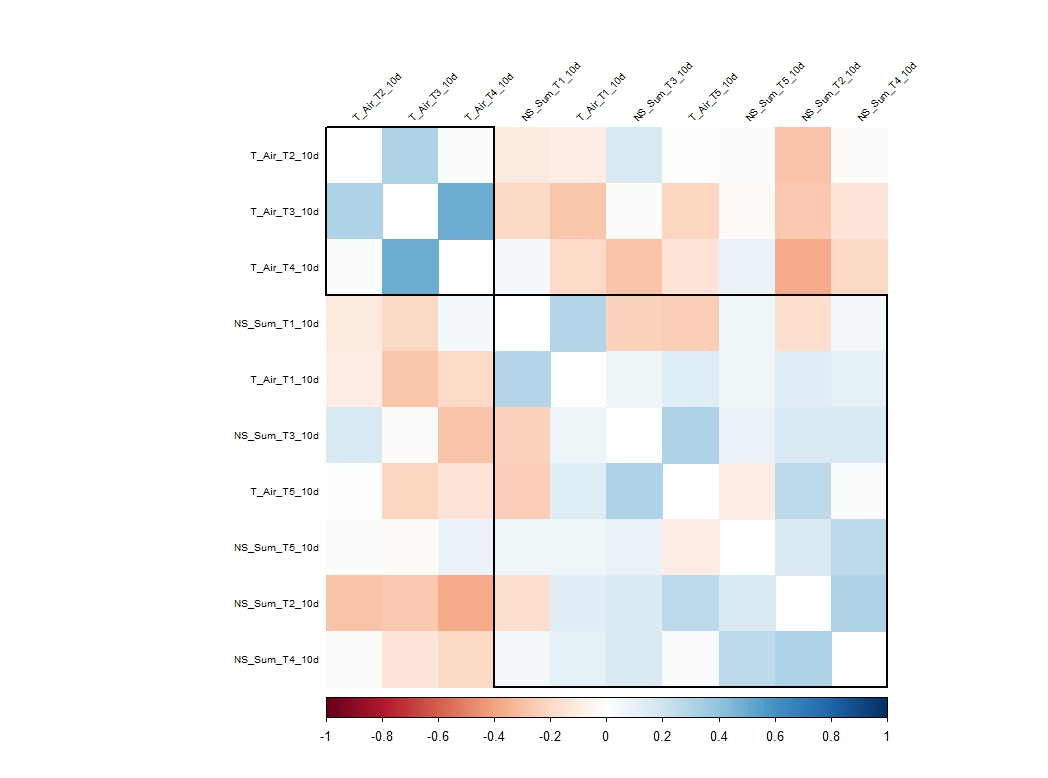 T_Air_T2_10d
T_Air_T3_10d
T_Air_T4_10d
NS_Sum_T1_10d
T_Air_T1_10d
NS_Sum_T3_10d
T_Air_T5_10d
NS_Sum_T5_10d
NS_Sum_T2_10d
NS_Sum_T4_10d
T_Air_T2_10d
T_Air_T3_10d
T_Air_T4_10d
NS_Sum_T1_10d
T_Air_T1_10d
NS_Sum_T3_10d
T_Air_T5_10d
NS_Sum_T5_10d
NS_Sum_T2_10d
NS_Sum_T4_10d
-1 -0.8 -0.6 -0.4 -0.2 0 0.2 0.4 0.6 0.8 1